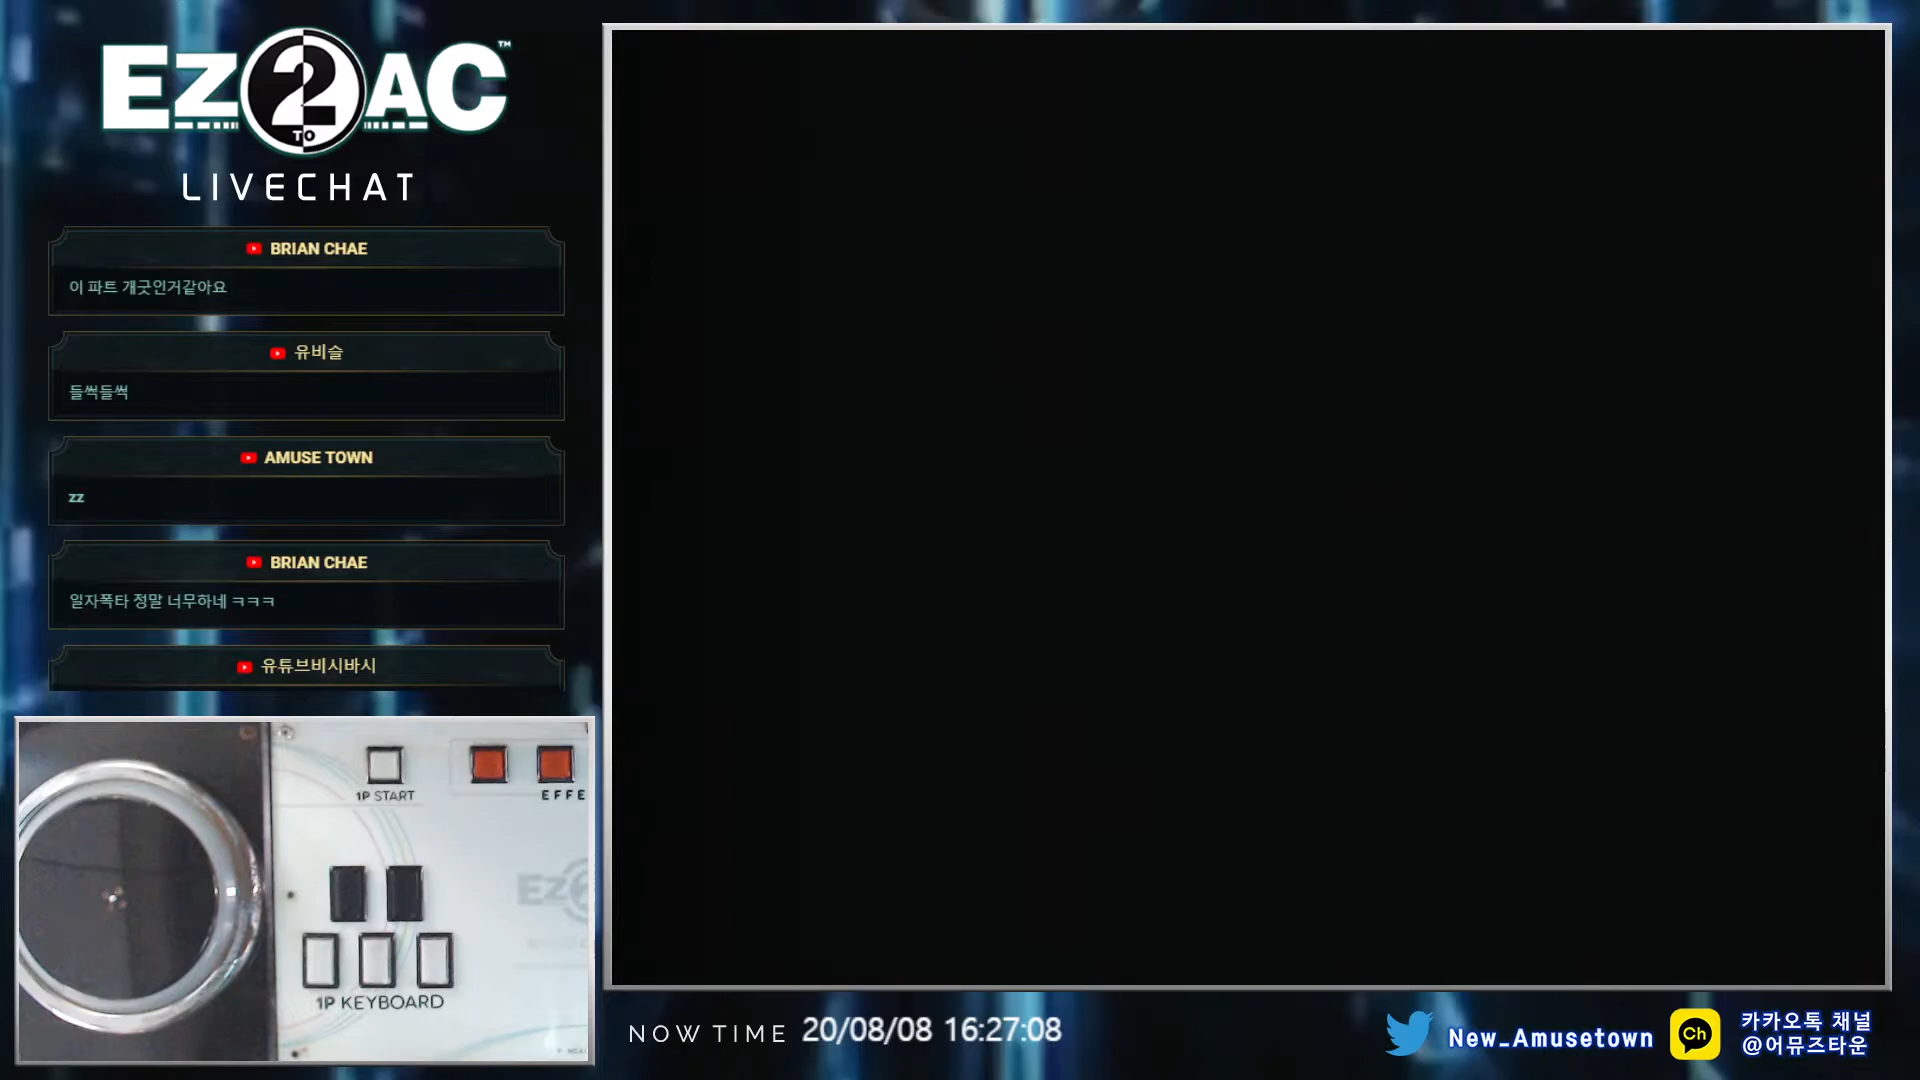 Ez2AC™
TO
LIVECHAT
BRIAN CHAE
이 파트 개굿인거같아요
유비슬
들썩들썩
AMUSE TOWN
zz
BRIAN CHAE
일자폭타 정말 너무하네 ㅋㅋㅋ
유튜브비시바시
1P START
EFFE
Ez2
1P KEYBOARD
NOW TIME 20/08/08 16:27:08
New_Amusetown
Ch
카카오톡 채널
@어뮤즈타운